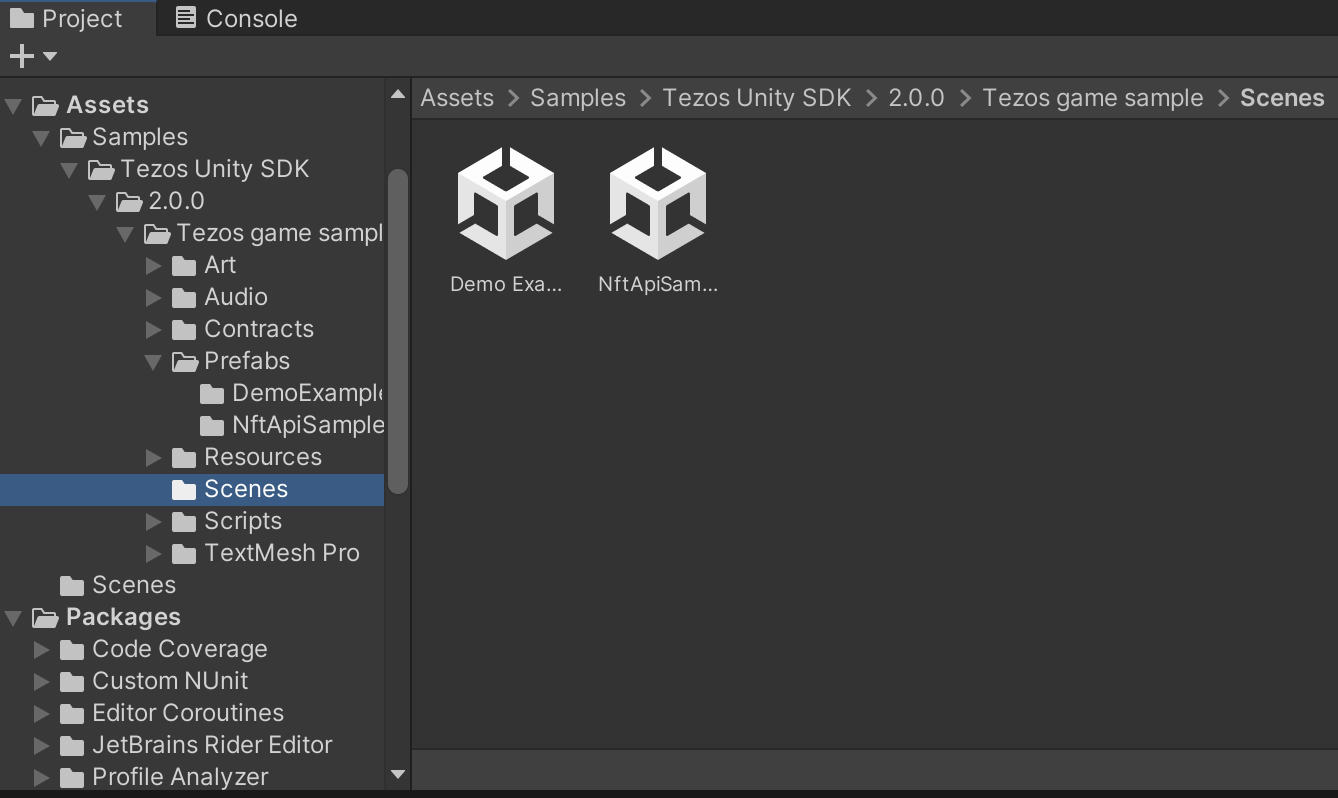 Project
Console
Assets
Samples
Tezos Unity SDK
2.0.0
Tezos game sampl
Art
Audio
Contracts
Prefabs
DemoExample
NftApiSample
Resources
Scenes
Scripts
TextMesh Pro
Scenes
Packages
Code Coverage
Custom NUnit
Editor Coroutines
JetBrains Rider Editor
Profile Analyzer
Assets > Samples > Tezos Unity SDK > 2.0.0 > Tezos game sample > Scenes
Demo Exa...
NftApiSam...